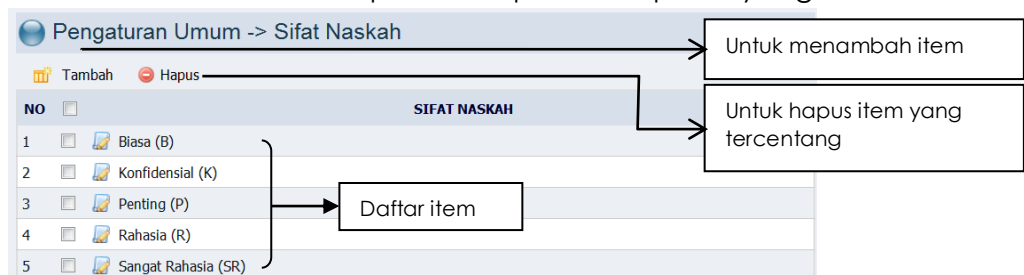 Pengaturan Umum -> Sifat Naskah
Untuk menambah item
Tambah Hapus
Untuk hapus item yang
tercentang
NO SIFAT NASKAH
1 Biasa (B)
2 Konfidensial (K)
3 Penting (P)
Daftar item
4 Rahasia (R)
5 Sangat Rahasia (SR)